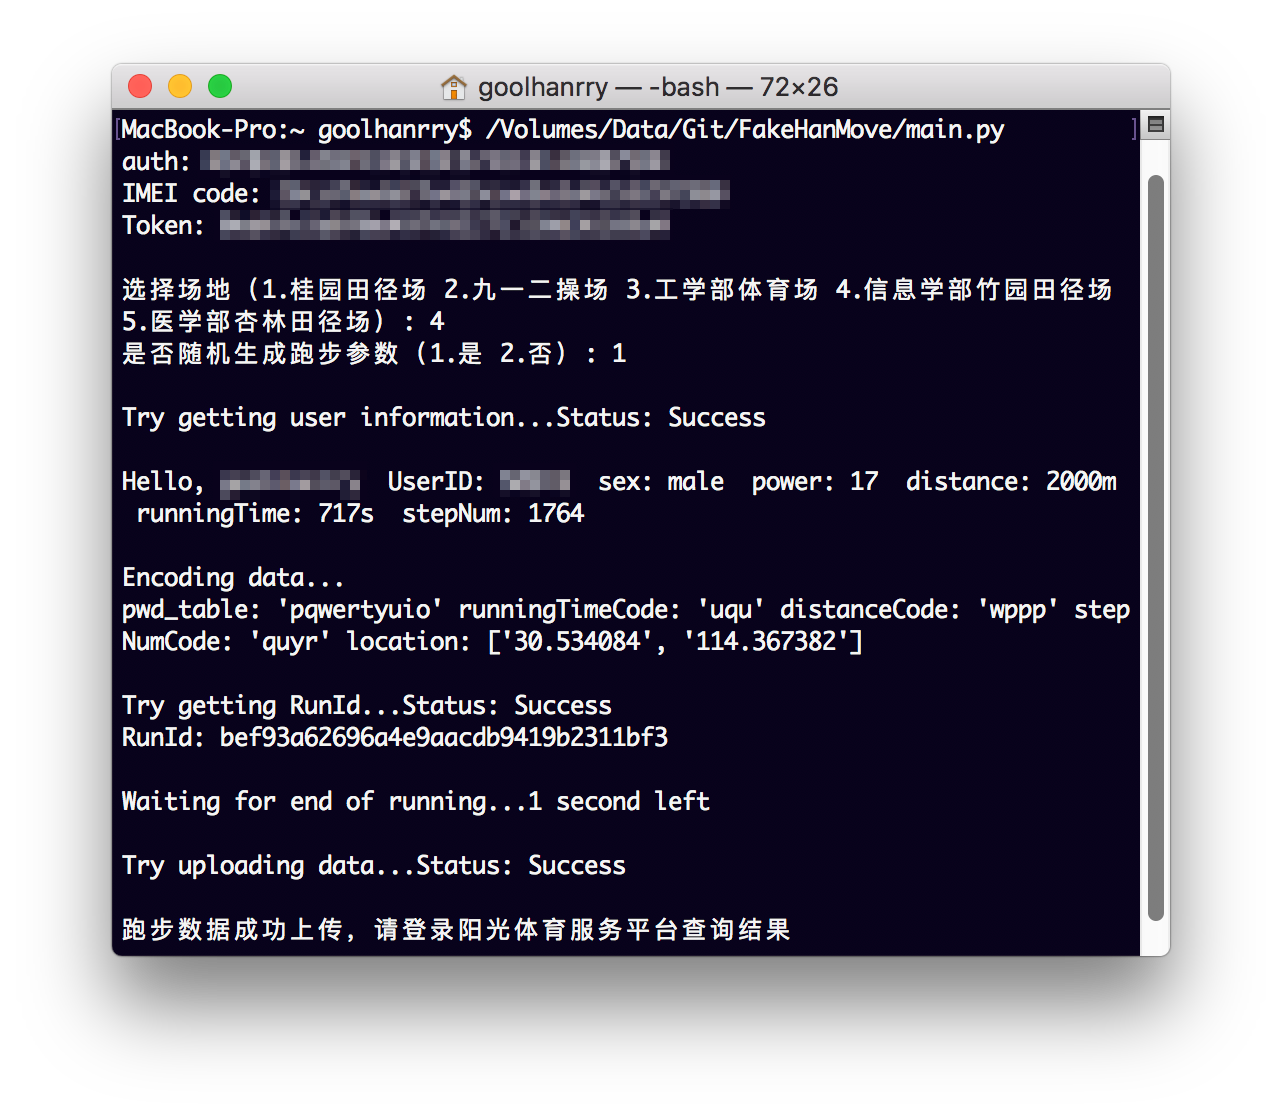 goolhanrry — -bash — 72×26
MacBook-Pro:~ goolhanrry$ /Volumes/Data/Git/FakeHanMove/main.py
auth:
IMEI code:
Token:
选择场地（1.桂园田径场 2.九一二操场 3.工学部体育场 4.信息学部竹园田径场
5.医学部杏林田径场）: 4
是否随机生成跑步参数（1.是 2.否）: 1
Try getting user information...Status: Success
Hello, UserID: sex: male power: 17 distance: 2000m
runningTime: 717s stepNum: 1764
Encoding data...
pwd_table: 'pqwertyuio' runningTimeCode: 'uqu' distanceCode: 'wppp' step
NumCode: 'quyr' location: ['30.534084', '114.367382']
Try getting RunId...Status: Success
RunId: bef93a62696a4e9aacdb9419b2311bf3
Waiting for end of running...1 second left
Try uploading data...Status: Success
跑步数据成功上传，请登录阳光体育服务平台查询结果